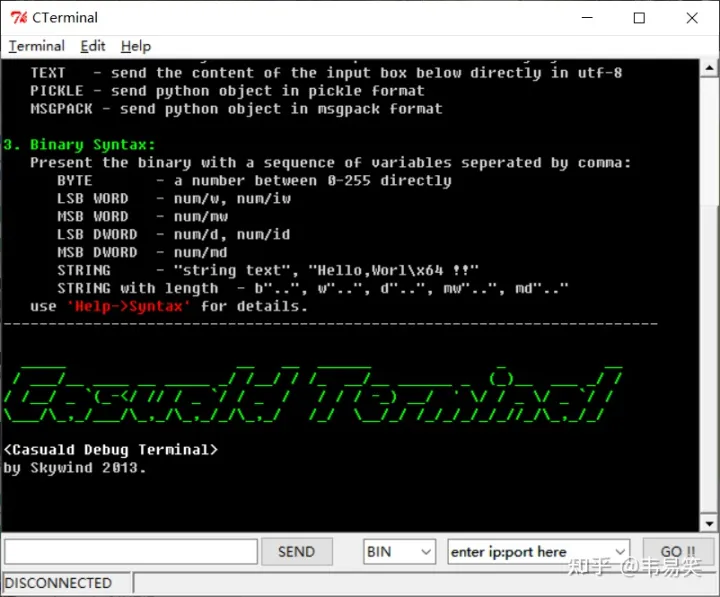 CTerminal
Terminal Edit Help
TEXT - send the content of the input box below directly in utf-8
PICKLE - send python object in pickle format
MSGPACK - send python object in msgpack format
3. Binary Syntax:
Present the binary with a sequence of variables seperated by comma:
BYTE - a number between 0-255 directly
LSB WORD - num/w, num/iw
MSB WORD - num/mw
LSB DWORD - num/d, num/id
MSB DWORD - num/md
STRING - "string text", "Hello,Worl\x64 !!"
STRING with length - b"..", w"..", d"..", mw"..", md".."
use 'Help->Syntax' for details.
Casuald Terminal
<Casuald Debug Terminal>
by Skywind 2013.
SEND BIN enter ip:port here GO !!
知乎 @韦易笑
DISCONNECTED